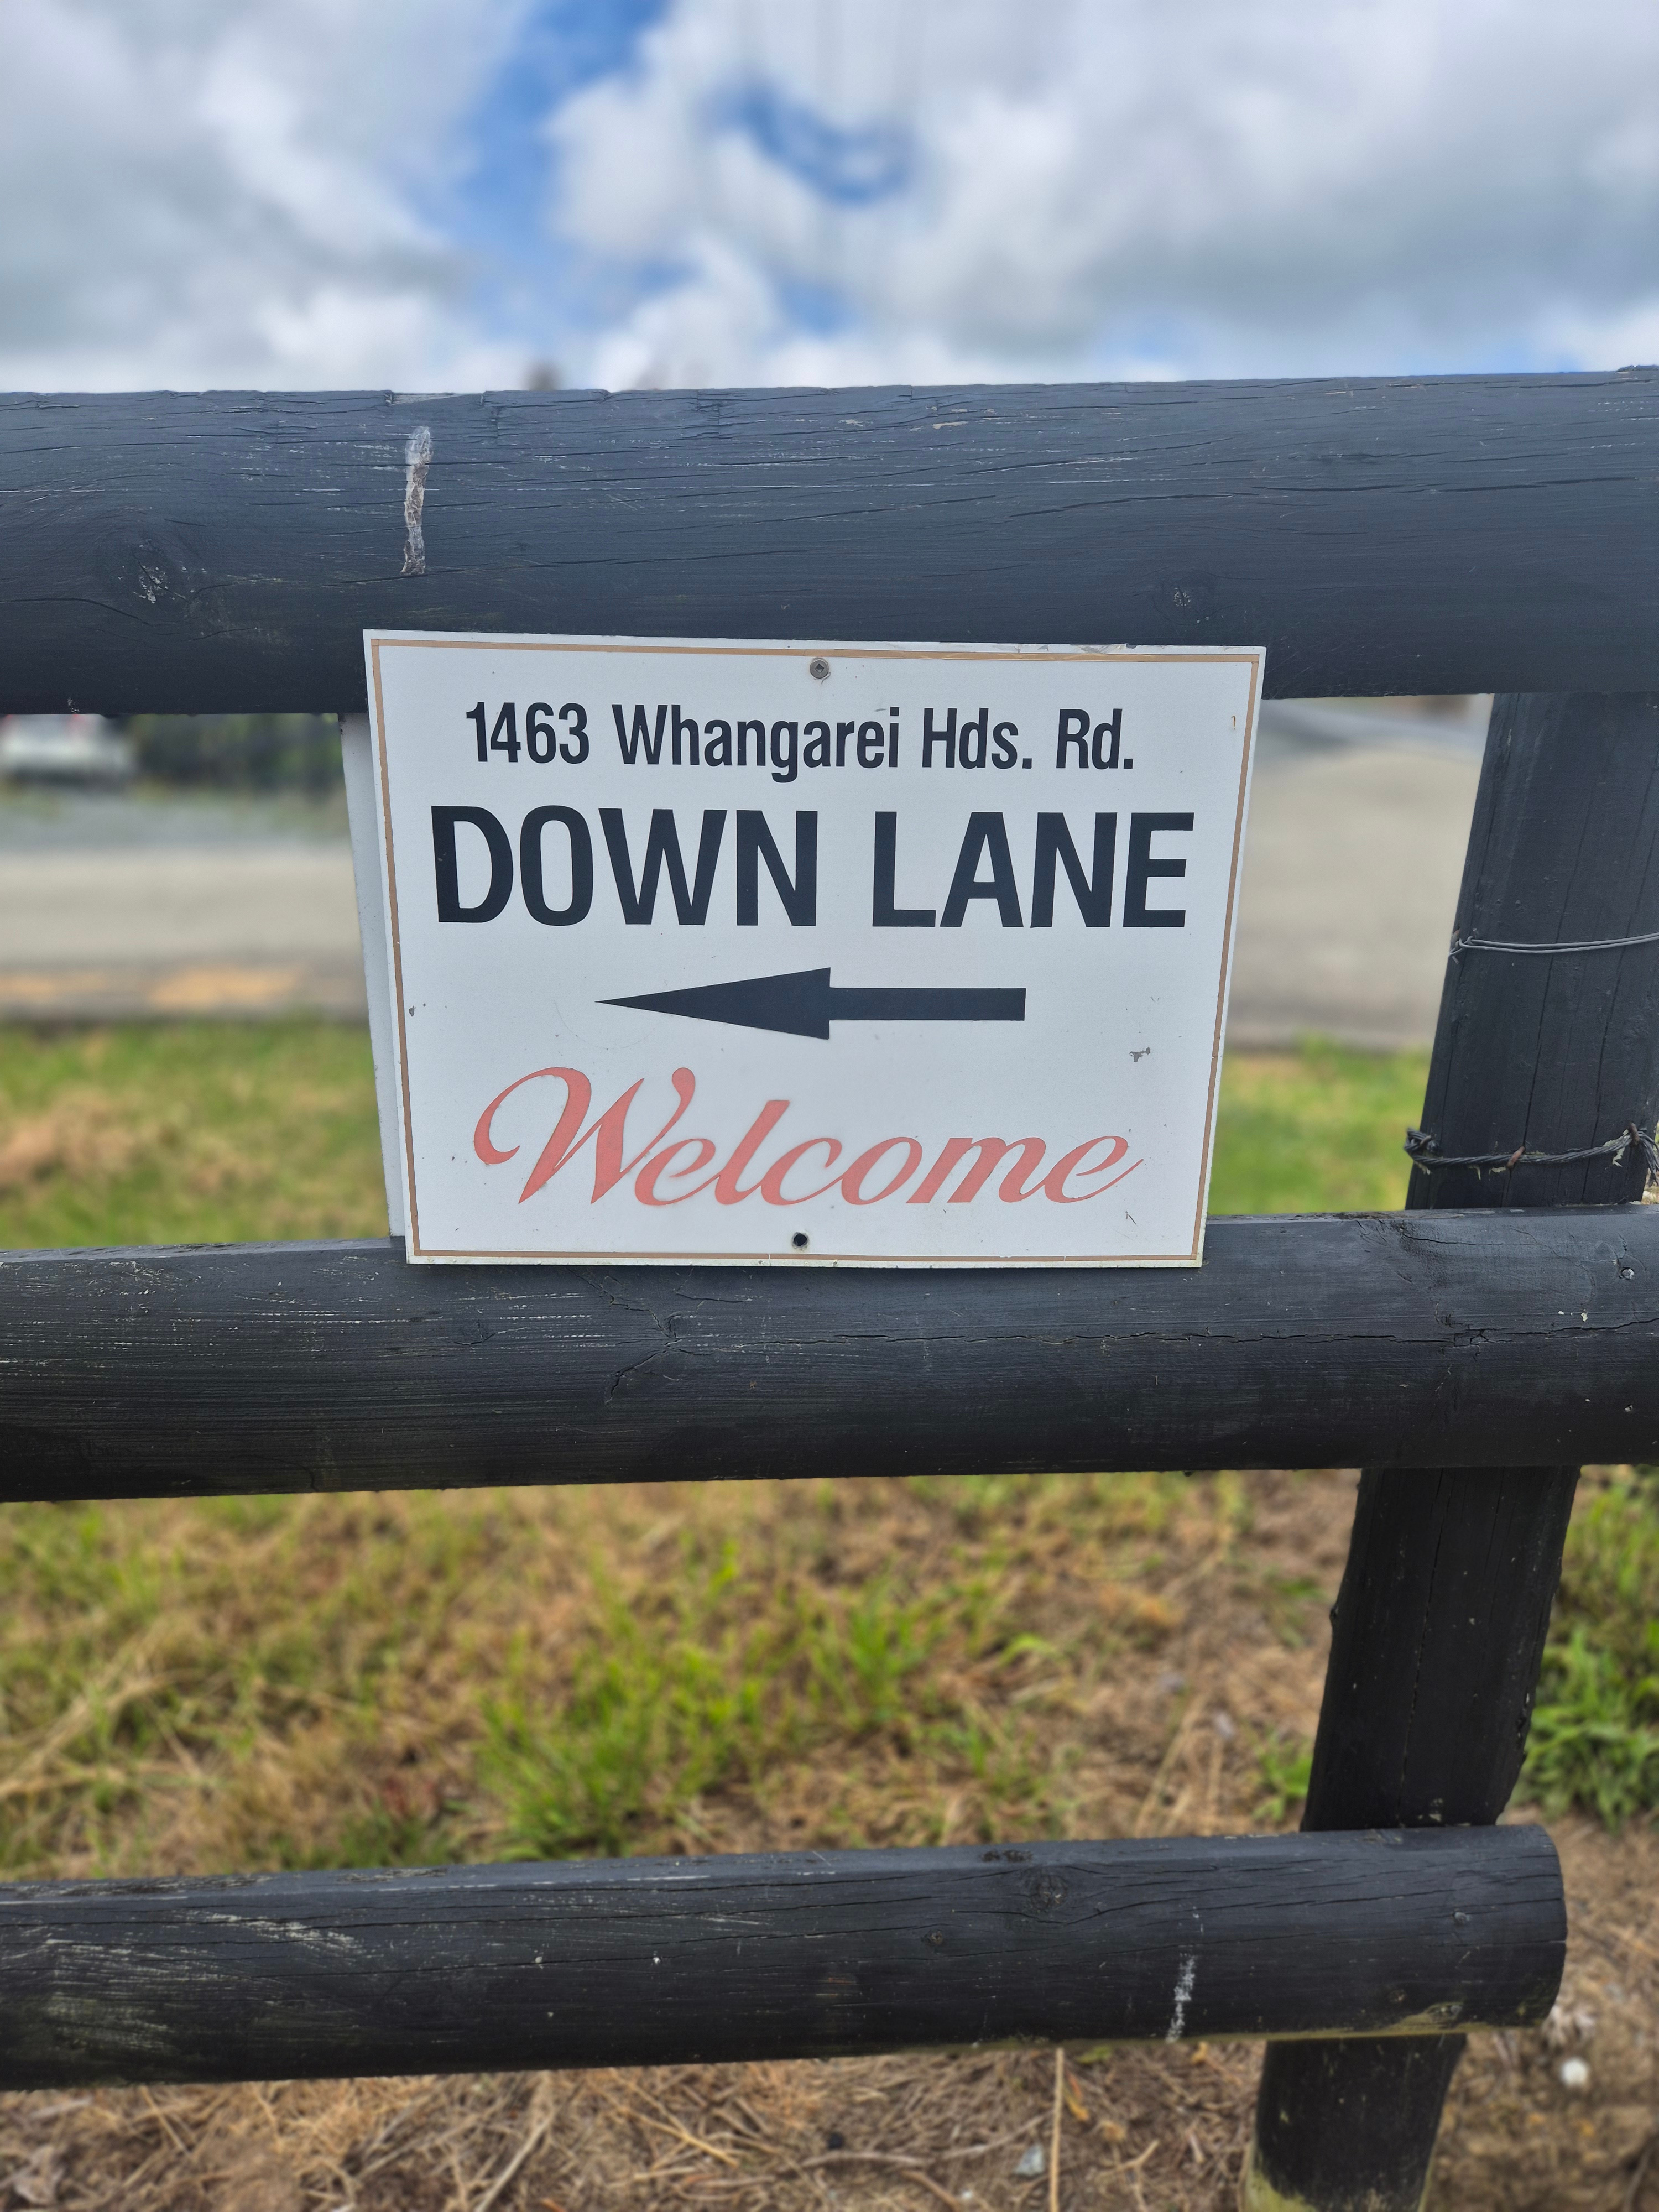 1463 Whangarei Hds. Rd.
DOWN LANE
Welcome